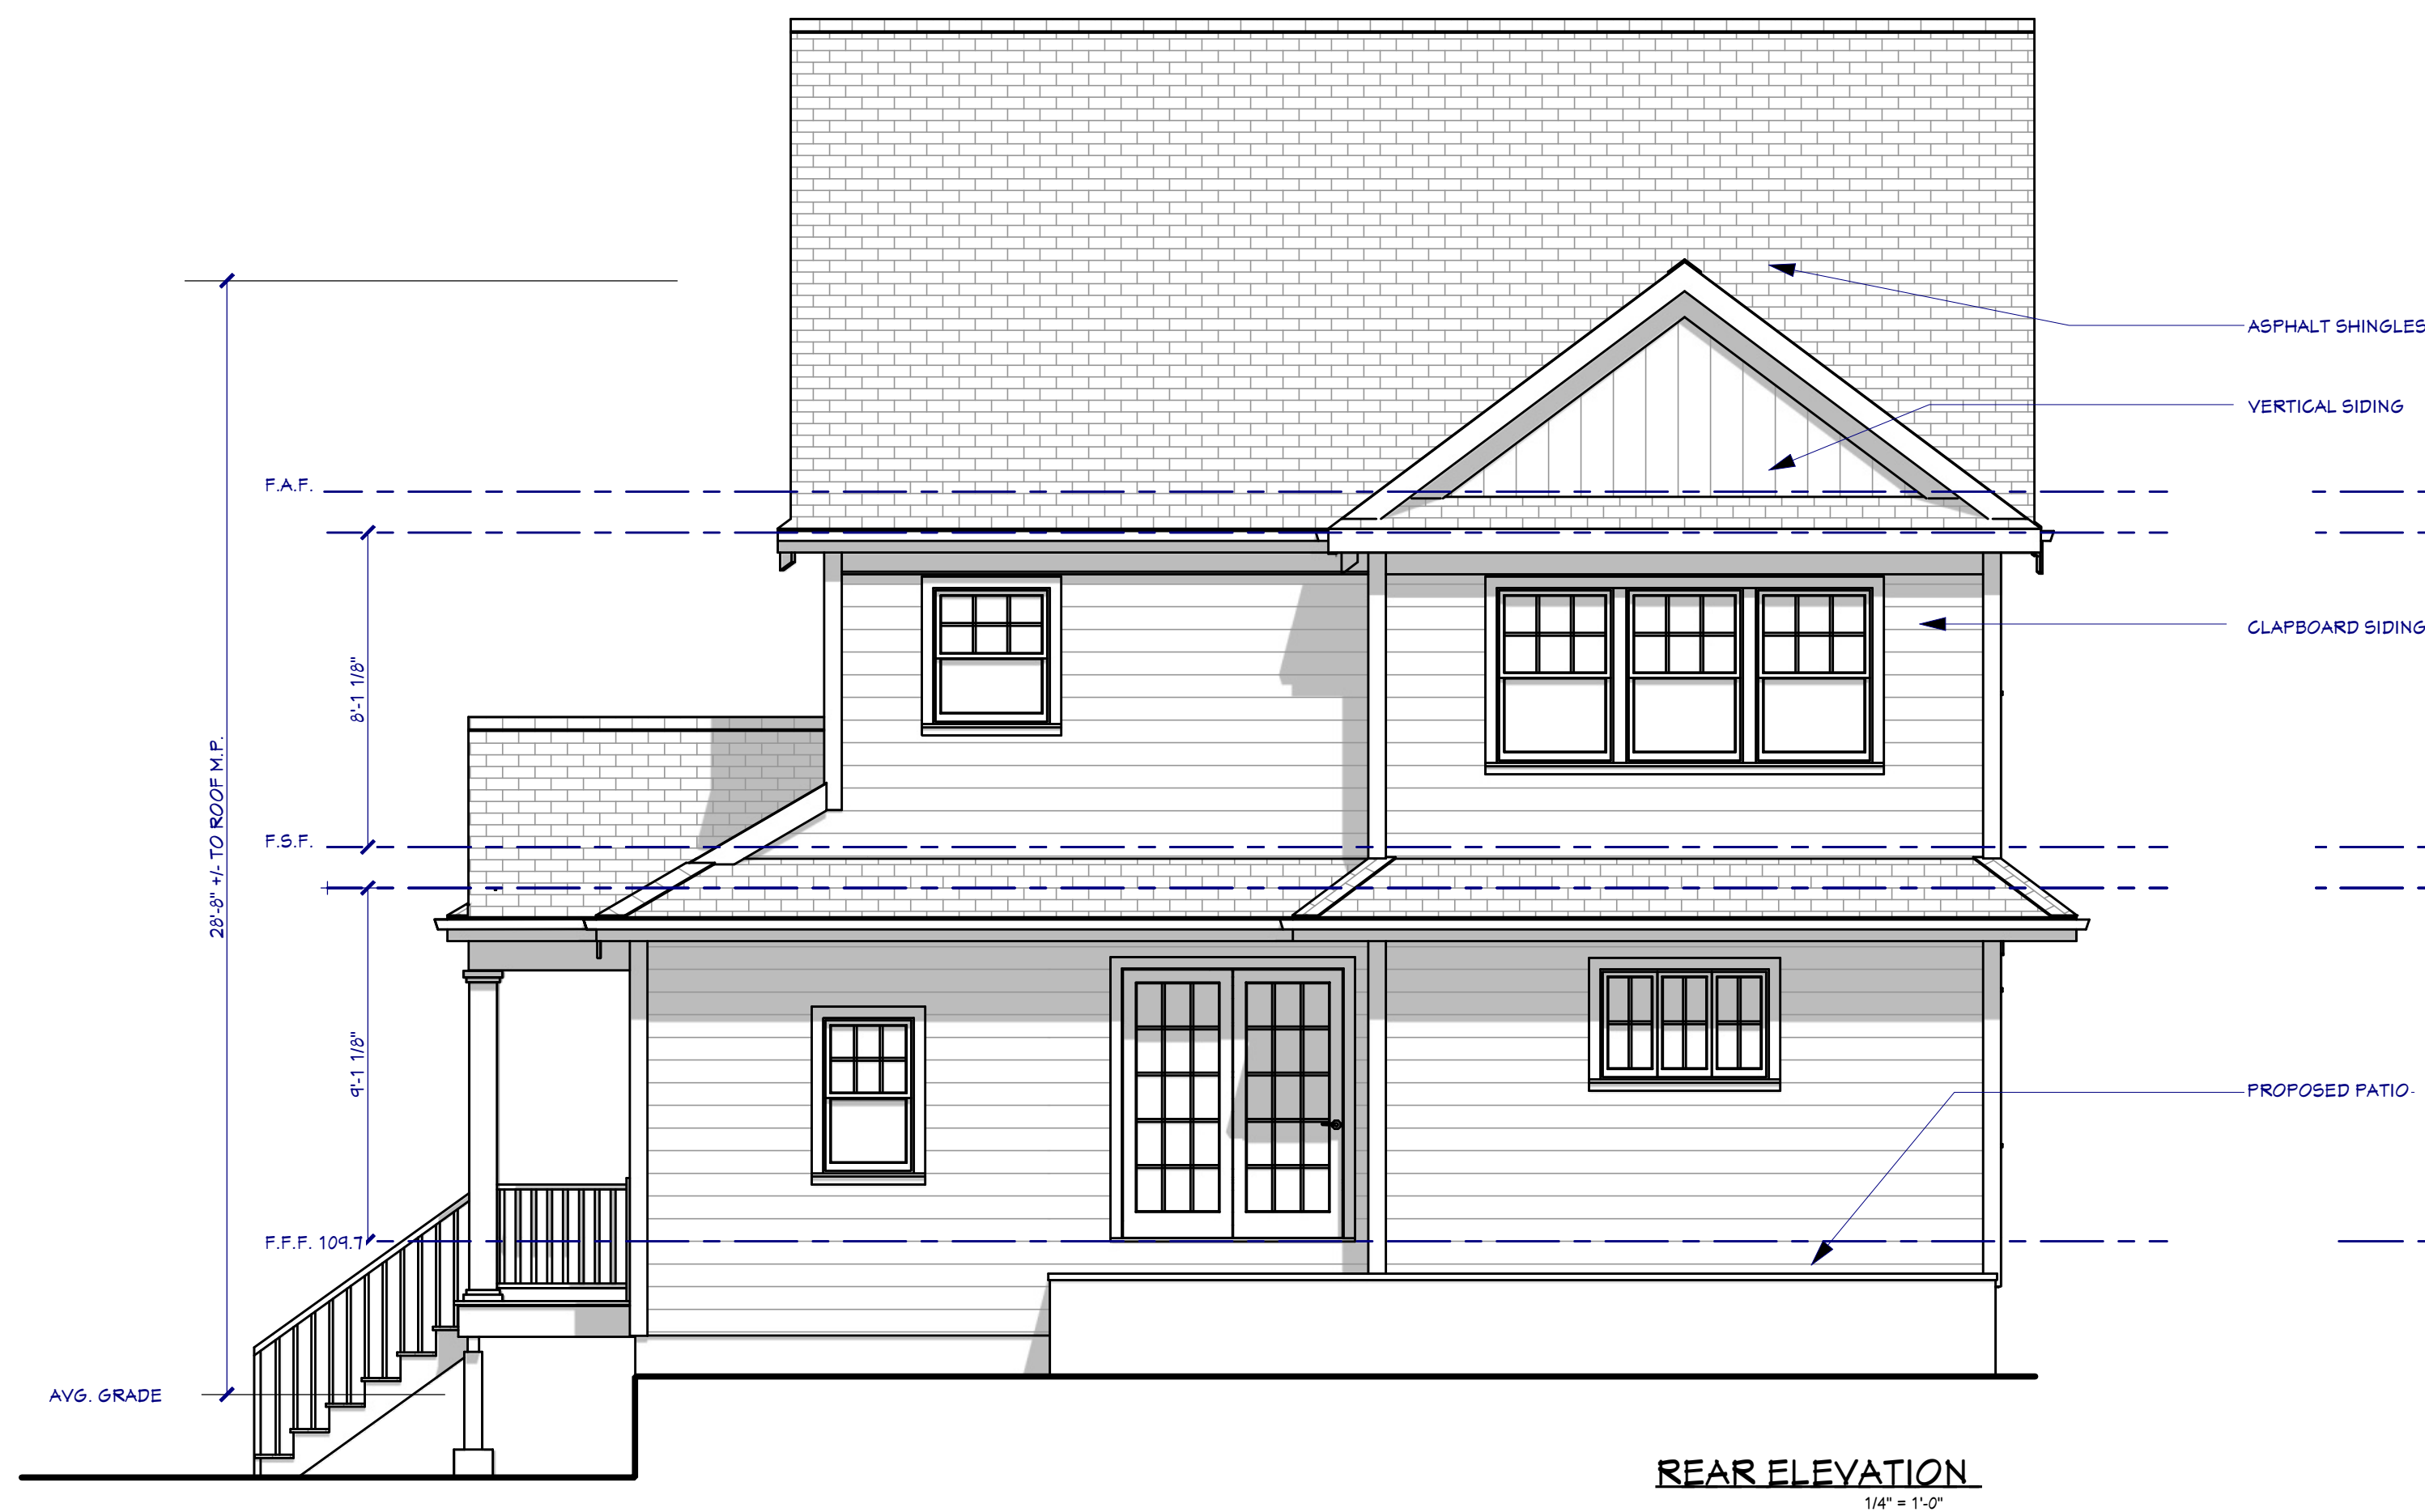 ASPHALT SHINGLES
VERTICAL SIDING
F.A.F.
CLAPBOARD SIDING
8'-1 1/8"
28'-8" +/- TO ROOF M.P.
F.S.F.
9'-1 1/8"
PROPOSED PATIO
F.F.F. 109.7
AVG. GRADE
REAR ELEVATION
1/4" = 1'-0"